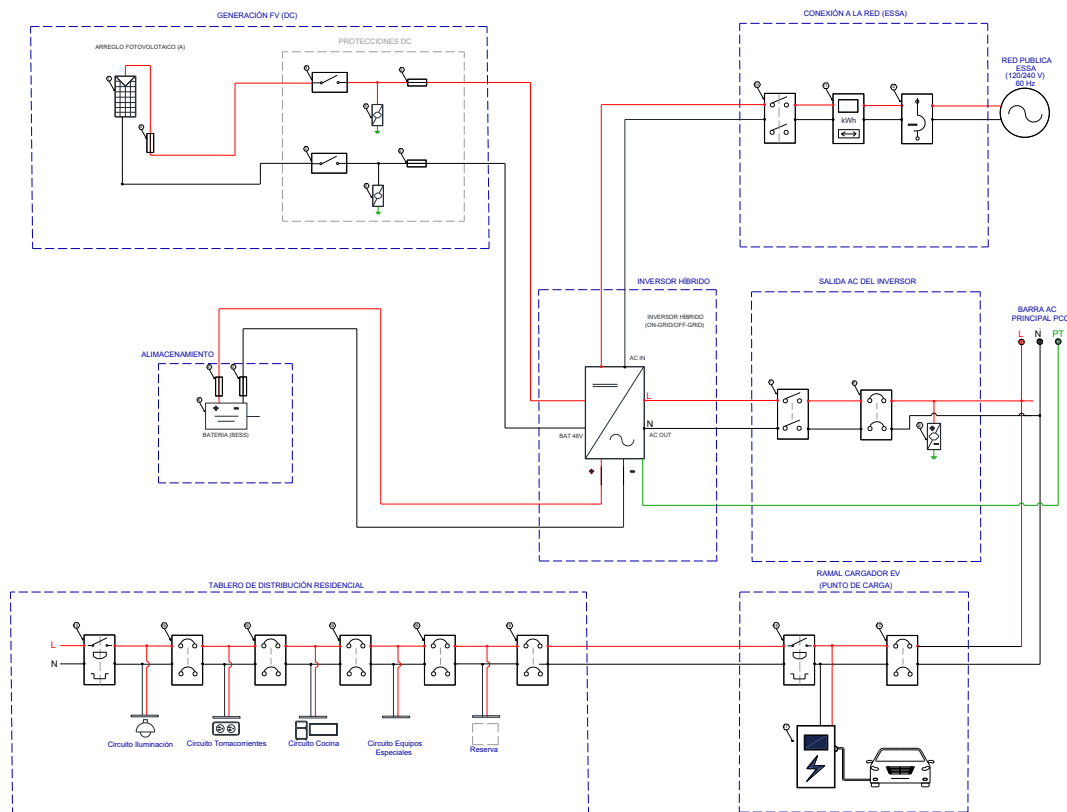 GENERACIÓN FV (DC)
CONEXIÓN A LA RED (ESSA)
ARREGLO FOTOVOLOTAICO (A)
PROTECCIONES DC
RED PUBLICA
ESSA
(120/240 V)
60 Hz
kWh
INVERSOR HÍBRIDO
SALIDA AC DEL INVERSOR
INVERSOR HÍBRIDO
(ON-GRID/OFF-GRID)
BARRA AC
PRINCIPAL PCC
L N PT
ALIMENACAMIENTO
AC IN
L
N
BAT 48V
AC OUT
+ -
+ -
BATERIA (BESS)
TABLERO DE DISTRIBUCIÓN RESIDENCIAL
RAMAL CARGADOR EV
(PUNTO DE CARGA)
L
N
Circuito Iluminación
Circuito Tomacorrientes
Circuito Cocina
Circuito Equipos
Especiales
Reserva